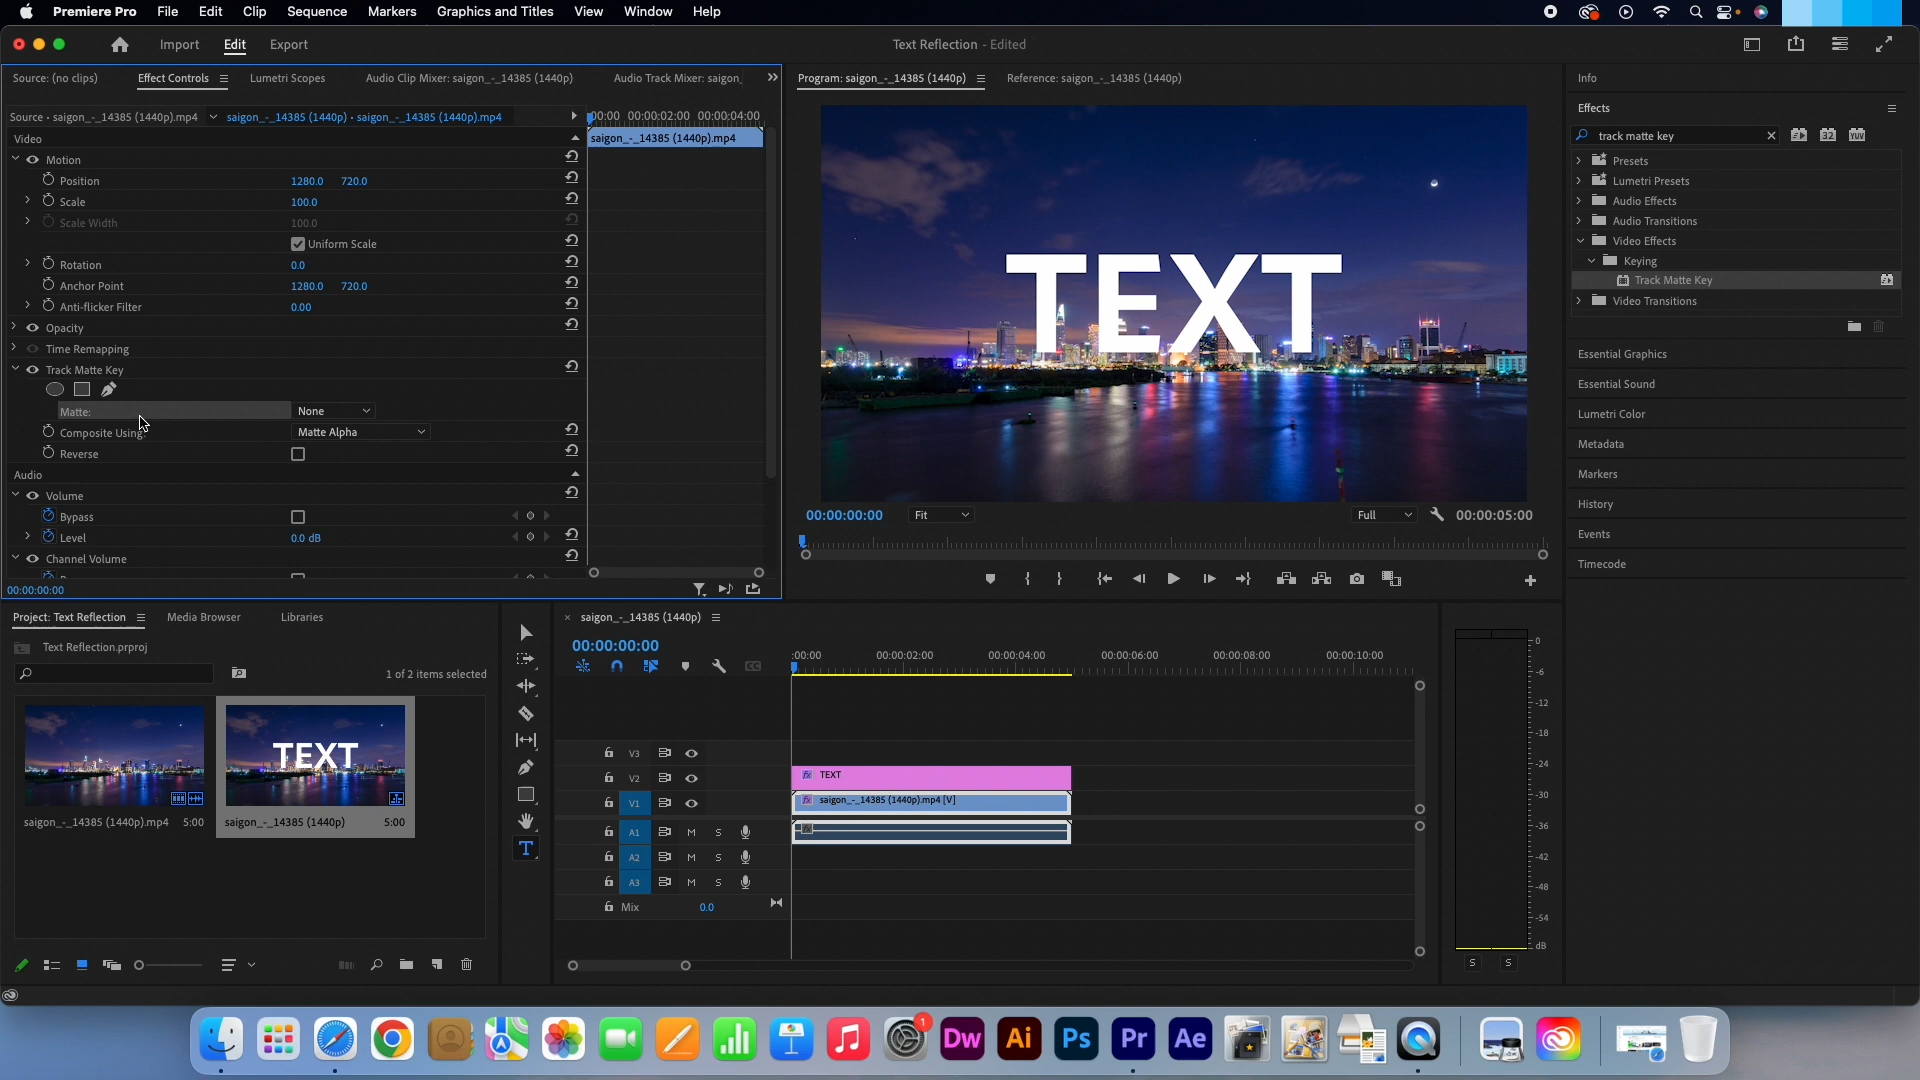 Premiere Pro File Edit Clip Sequence Markers Graphics and Titles View Window Help
Import Edit Export
Text Reflection - Edited
Source: (no clips) Effect Controls Lumetri Scopes Audio Clip Mixer: saigon_-_14385 (1440p) Audio Track Mixer: saigon_
Source • saigon_-_14385 (1440p).mp4 saigon_-_14385 (1440p) • saigon_-_14385 (1440p).mp4
:00:00 00:00:02:00 00:00:04:00
Video
saigon_-_14385 (1440p).mp4
Motion
Position 1280.0 720.0
Scale 100.0
Scale Width 100.0
Uniform Scale
Rotation 0.0
Anchor Point 1280.0 720.0
Anti-flicker Filter 0.00
Opacity
Time Remapping
Track Matte Key
Matte: None
Composite Using: Matte Alpha
Reverse
Audio
Volume
Bypass
Level 0.0 dB
Channel Volume
00:00:00:00
Program: saigon_-_14385 (1440p) Reference: saigon_-_14385 (1440p)
TEXT
00:00:00:00 Fit Full 00:00:05:00
Info
Effects
track matte key
32 YUV
Presets
Lumetri Presets
Audio Effects
Audio Transitions
Video Effects
Keying
Track Matte Key
Video Transitions
Essential Graphics
Essential Sound
Lumetri Color
Metadata
Markers
History
Events
Timecode
Project: Text Reflection Media Browser Libraries
Text Reflection.prproj
1 of 2 items selected
TEXT
saigon_-_14385 (1440p).mp4 5:00 saigon_-_14385 (1440p) 5:00
T
saigon_-_14385 (1440p)
00:00:00:00
:00:00 00:00:02:00 00:00:04:00 00:00:06:00 00:00:08:00 00:00:10:00
CC
V3
V2 fx TEXT
V1 fx saigon_-_14385 (1440p).mp4 [V]
A1 M S fx
A2 M S
A3 M S
Mix 0.0
0
-6
-12
-18
-24
-30
-36
-42
-48
-54
dB
S S
1
Dw Ai Ps Pr Ae